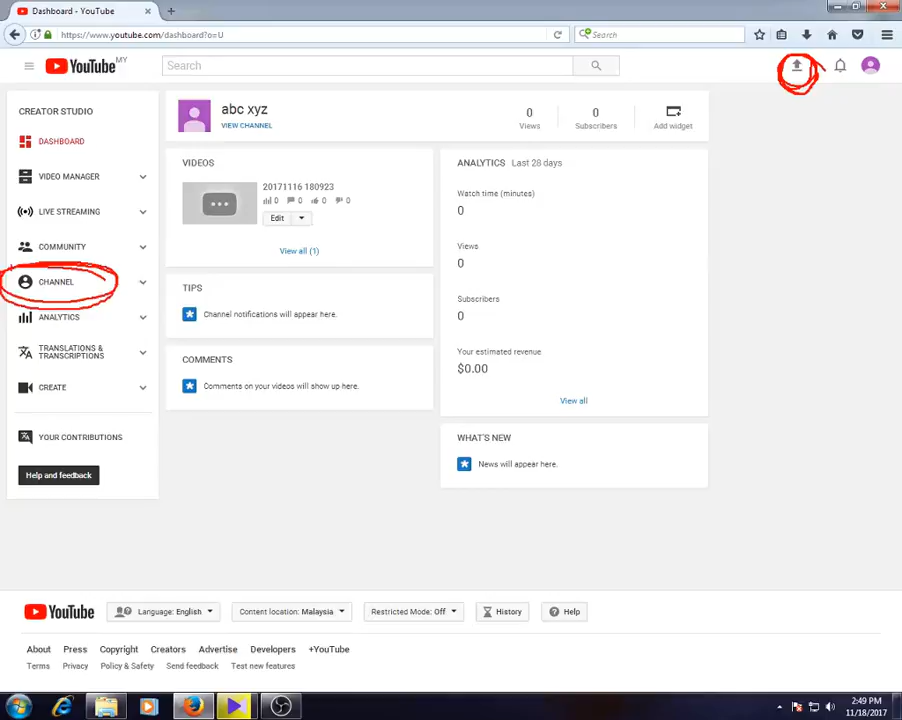 Dashboard - YouTube
https://www.youtube.com/dashboard?o=U
Search
YouTube MY
Search
CREATOR STUDIO
DASHBOARD
VIDEO MANAGER
LIVE STREAMING
COMMUNITY
CHANNEL
ANALYTICS
TRANSLATIONS &
TRANSCRIPTIONS
CREATE
YOUR CONTRIBUTIONS
Help and feedback
abc xyz
VIEW CHANNEL
0
Views
0
Subscribers
Add widget
VIDEOS
20171116 180923
0 0 0 0
Edit
View all (1)
TIPS
Channel notifications will appear here.
COMMENTS
Comments on your videos will show up here.
ANALYTICS Last 28 days
Watch time (minutes)
0
Views
0
Subscribers
0
Your estimated revenue
$0.00
View all
WHAT'S NEW
News will appear here.
YouTube
Language: English
Content location: Malaysia
Restricted Mode: Off
History
Help
About Press Copyright Creators Advertise Developers +YouTube
Terms Privacy Policy & Safety Send feedback Test new features
2:49 PM
11/18/2017